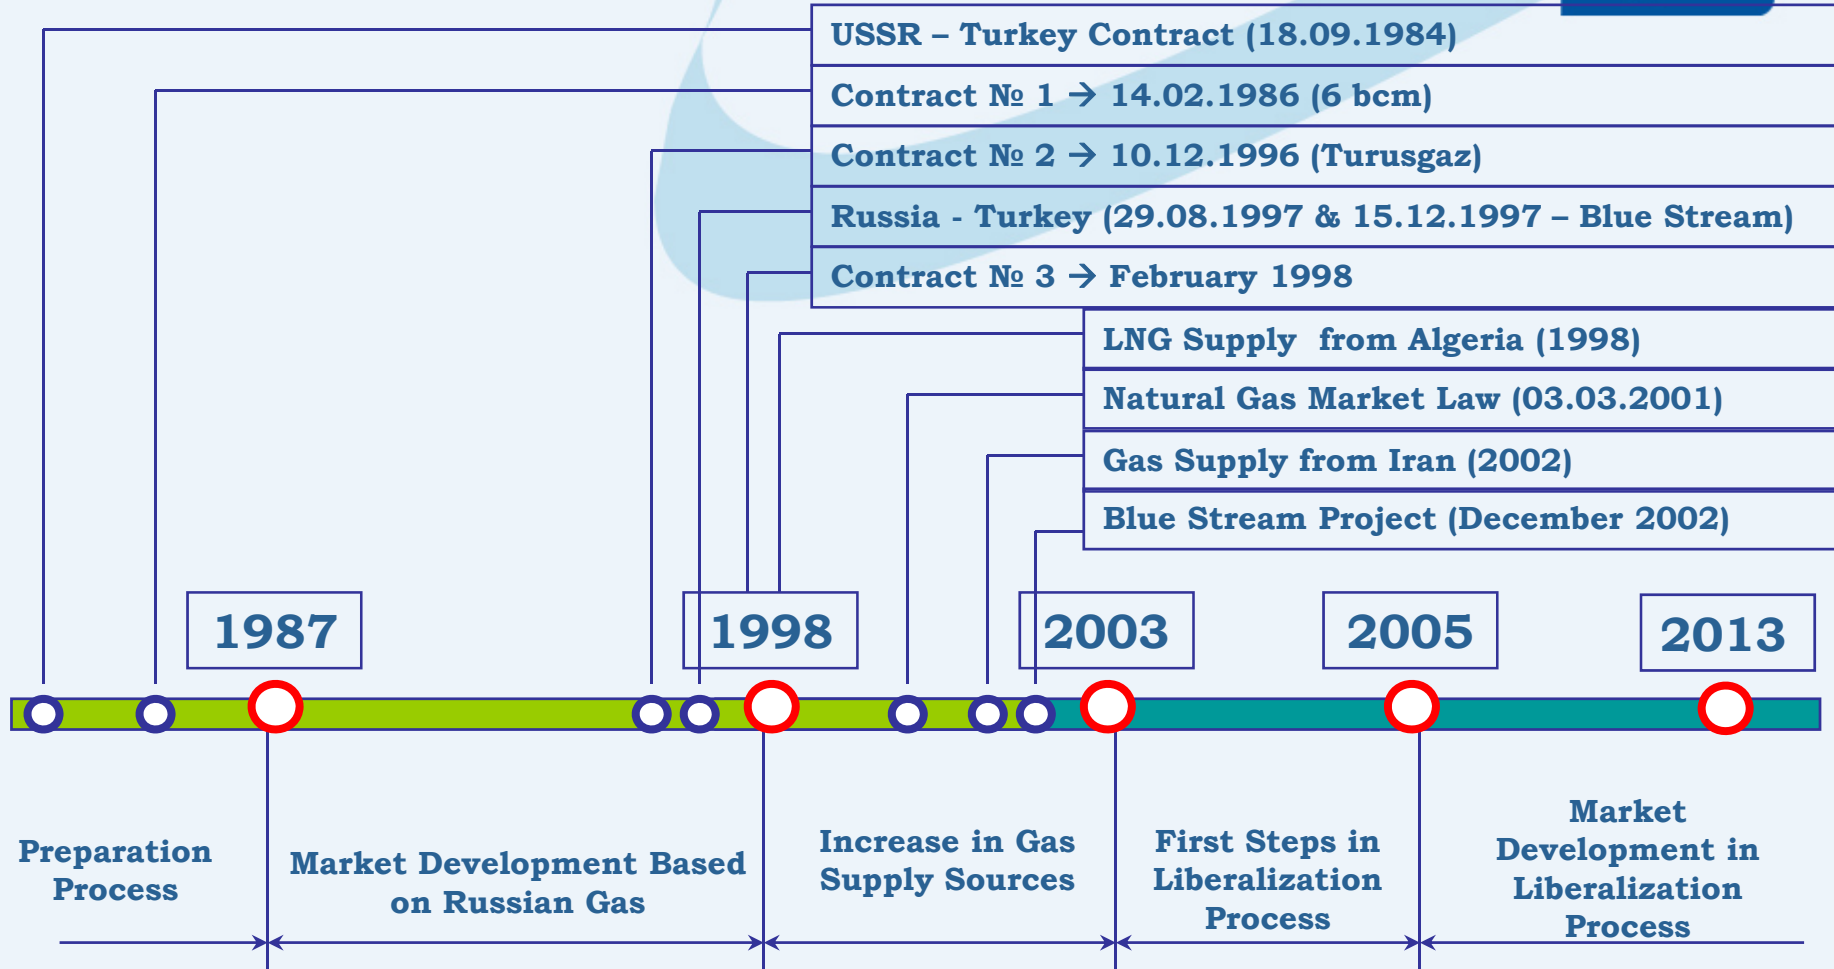 USSR – Turkey Contract (18.09.1984)
Contract № 1 → 14.02.1986 (6 bcm)
Contract № 2 → 10.12.1996 (Turusgaz)
Russia - Turkey (29.08.1997 & 15.12.1997 – Blue Stream)
Contract № 3 → February 1998
LNG Supply  from Algeria (1998)
Natural Gas Market Law (03.03.2001)
Gas Supply from Iran (2002)
Blue Stream Project (December 2002)
1987
1998
2003
2005
2013
Preparation
Process
Market Development Based
on Russian Gas
Increase in Gas
Supply Sources
First Steps in
Liberalization
Process
Market
Development in
Liberalization
Process